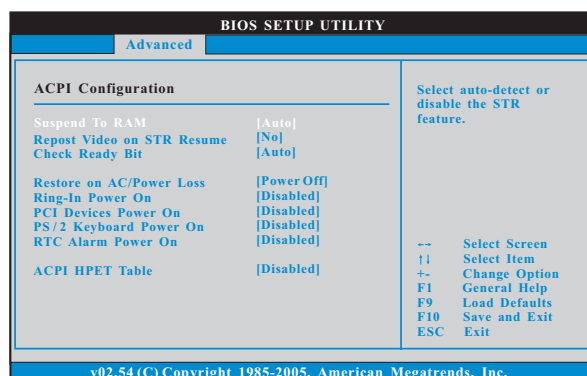 BIOS SETUP UTILITY
Advanced
ACPI Configuration
Suspend To RAM [Auto]
Repost Video on STR Resume [No]
Check Ready Bit [Auto]
Restore on AC/Power Loss [Power Off]
Ring-In Power On [Disabled]
PCI Devices Power On [Disabled]
PS/2 Keyboard Power On [Disabled]
RTC Alarm Power On [Disabled]
ACPI HPET Table [Disabled]
Select auto-detect or
disable the STR
feature.
←→ Select Screen
↑↓ Select Item
+- Change Option
F1 General Help
F9 Load Defaults
F10 Save and Exit
ESC Exit
v02.54 (C) Copyright 1985-2005, American Megatrends, Inc.